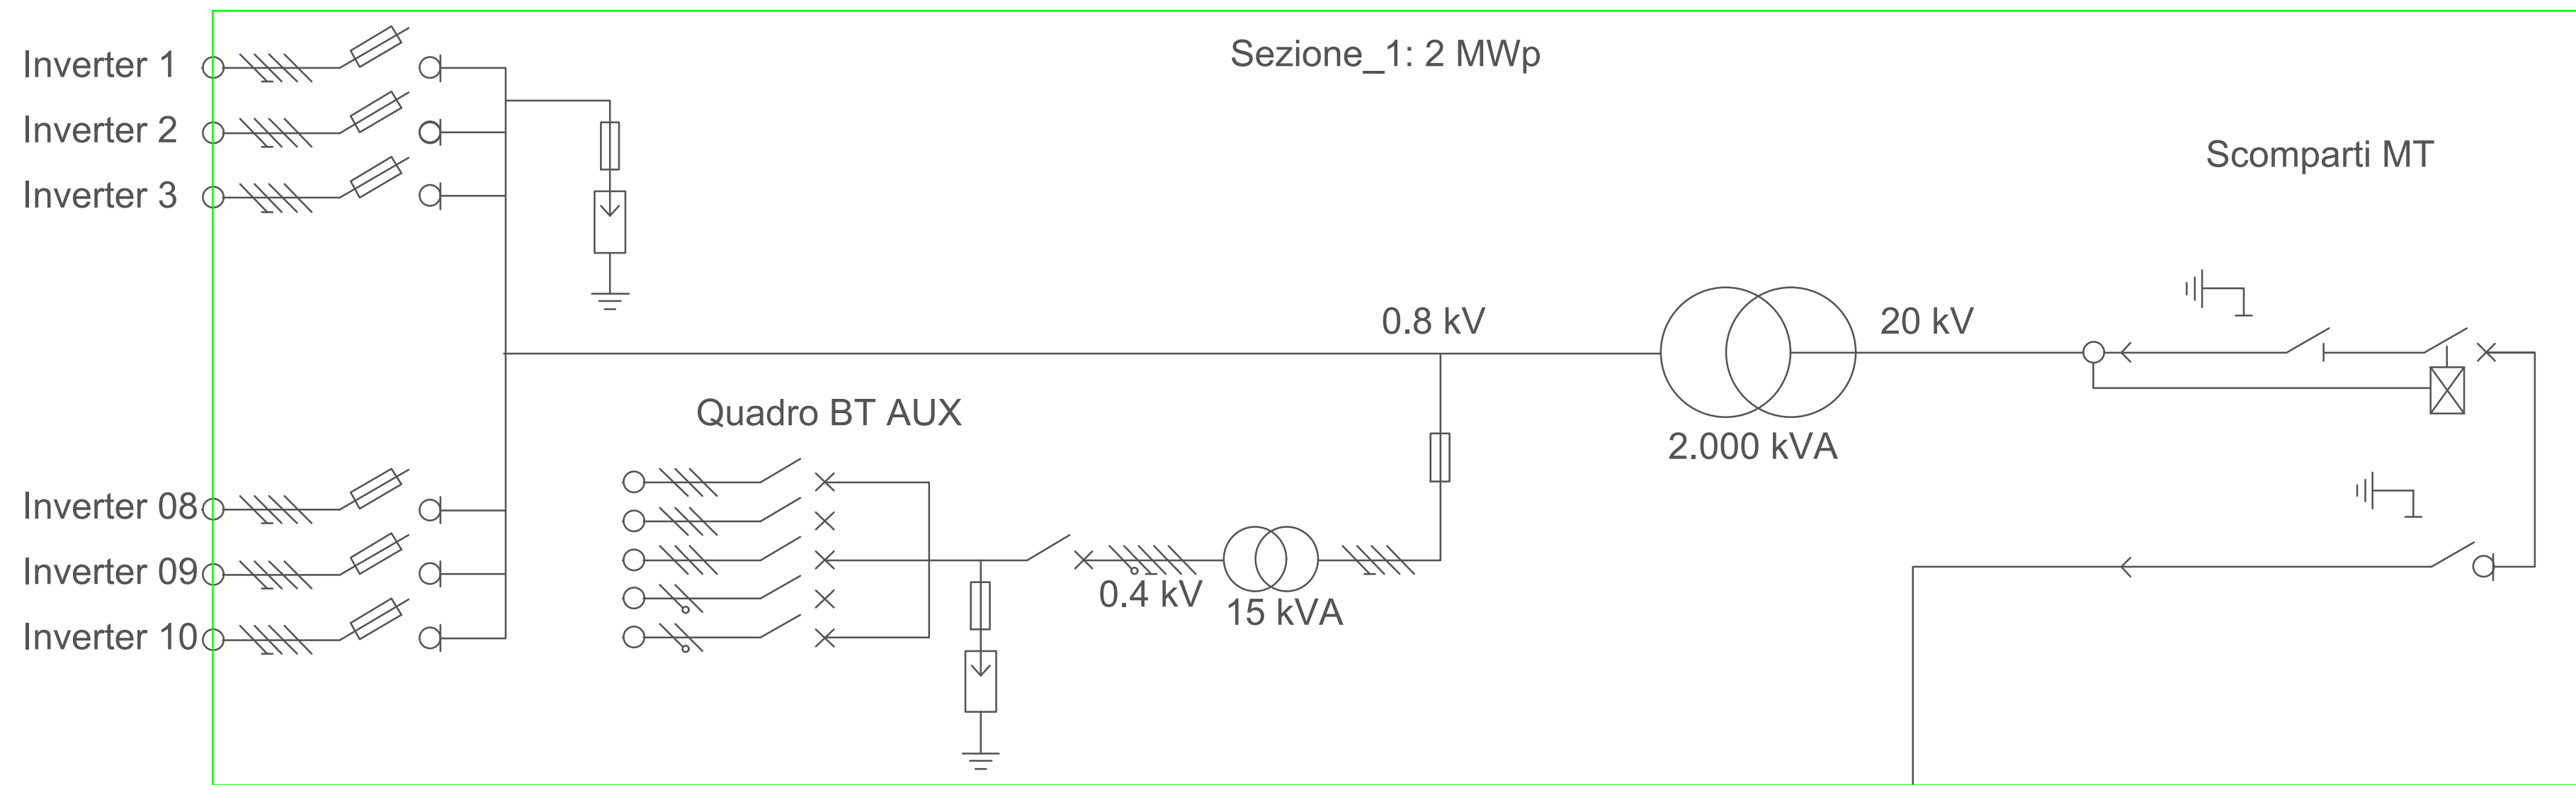 Sezione_1: 2 MWp
Inverter 1
Inverter 2
Inverter 3
Scomparti MT
0.8 kV
20 kV
2.000 kVA
Quadro BT AUX
0.4 kV
15 kVA
Inverter 08
Inverter 09
Inverter 10